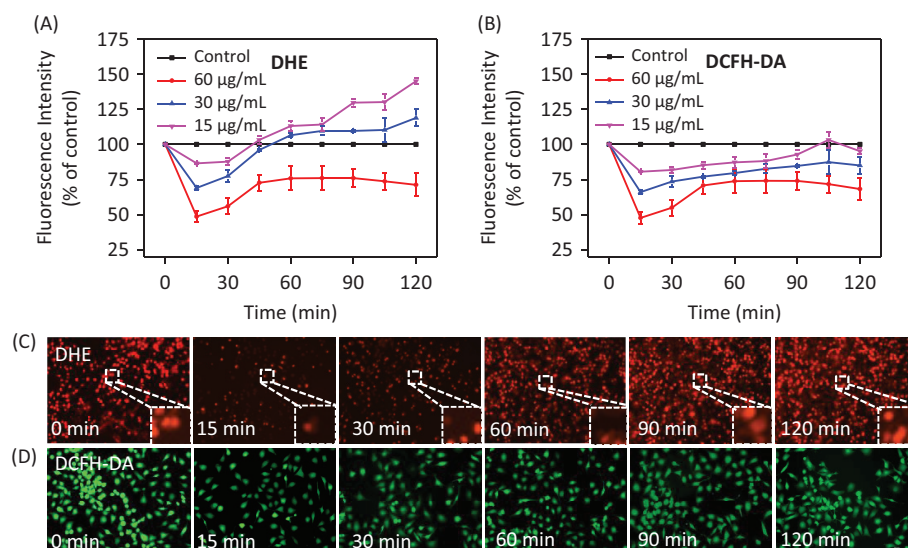 (A)
Fluorescence Intensity
(% of control)
175
150
125
100
75
50
25
Control
60 µg/mL
30 µg/mL
15 µg/mL
DHE
0 30 60 90 120
Time (min)
(B)
Fluorescence Intensity
(% of control)
175
150
125
100
75
50
25
Control
60 µg/mL
30 µg/mL
15 µg/mL
DCFH-DA
0 30 60 90 120
Time (min)
(C)
DHE
0 min 15 min 30 min 60 min 90 min 120 min
(D)
DCFH-DA
0 min 15 min 30 min 60 min 90 min 120 min